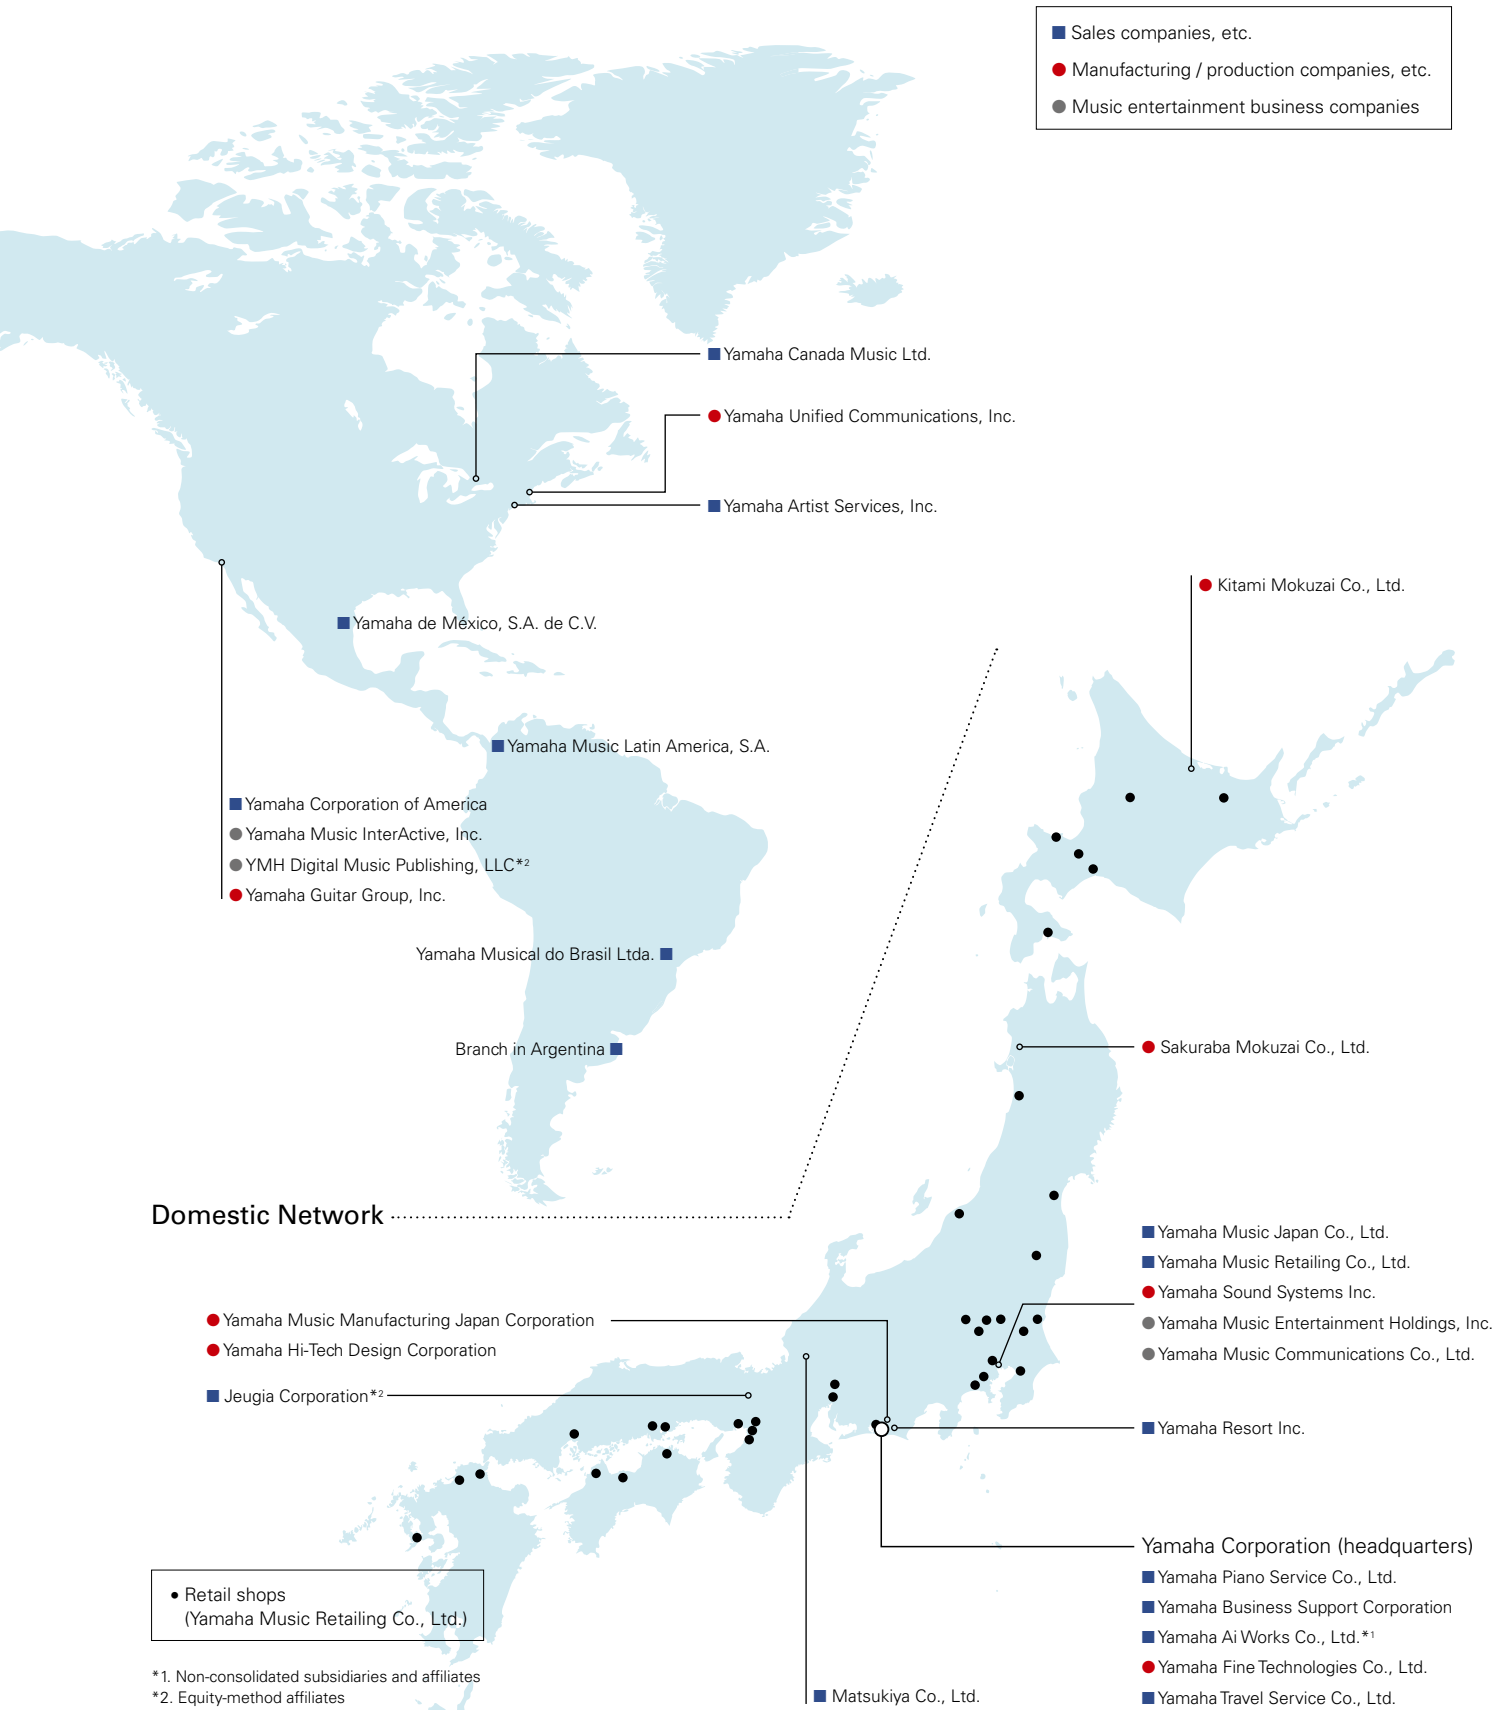 Sales companies, etc.
Manufacturing / production companies, etc.
Music entertainment business companies
Yamaha Canada Music Ltd.
Yamaha Unified Communications, Inc.
Yamaha Artist Services, Inc.
Kitami Mokuzai Co., Ltd.
Yamaha de México, S.A. de C.V.
Yamaha Music Latin America, S.A.
Yamaha Corporation of America
Yamaha Music InterActive, Inc.
YMH Digital Music Publishing, LLC*2
Yamaha Guitar Group, Inc.
Yamaha Musical do Brasil Ltda.
Branch in Argentina
Sakuraba Mokuzai Co., Ltd.
Domestic Network
Yamaha Music Japan Co., Ltd.
Yamaha Music Retailing Co., Ltd.
Yamaha Sound Systems Inc.
Yamaha Music Entertainment Holdings, Inc.
Yamaha Music Communications Co., Ltd.
Yamaha Music Manufacturing Japan Corporation
Yamaha Hi-Tech Design Corporation
Jeugia Corporation*2
Yamaha Resort Inc.
Yamaha Corporation (headquarters)
Yamaha Piano Service Co., Ltd.
Yamaha Business Support Corporation
Yamaha Ai Works Co., Ltd.*1
Yamaha Fine Technologies Co., Ltd.
Yamaha Travel Service Co., Ltd.
Matsukiya Co., Ltd.
• Retail shops
(Yamaha Music Retailing Co., Ltd.)
*1. Non-consolidated subsidiaries and affiliates
*2. Equity-method affiliates